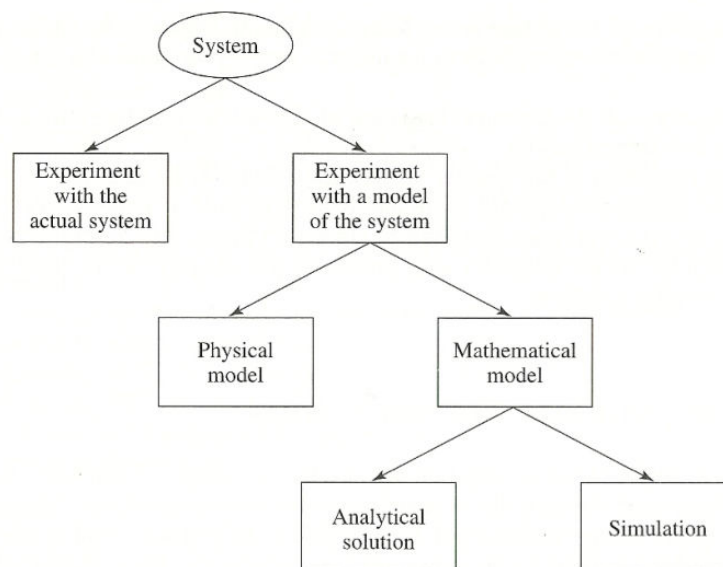 System
Experiment
with the
actual system
Experiment
with a model
of the system
Physical
model
Mathematical
model
Analytical
solution
Simulation